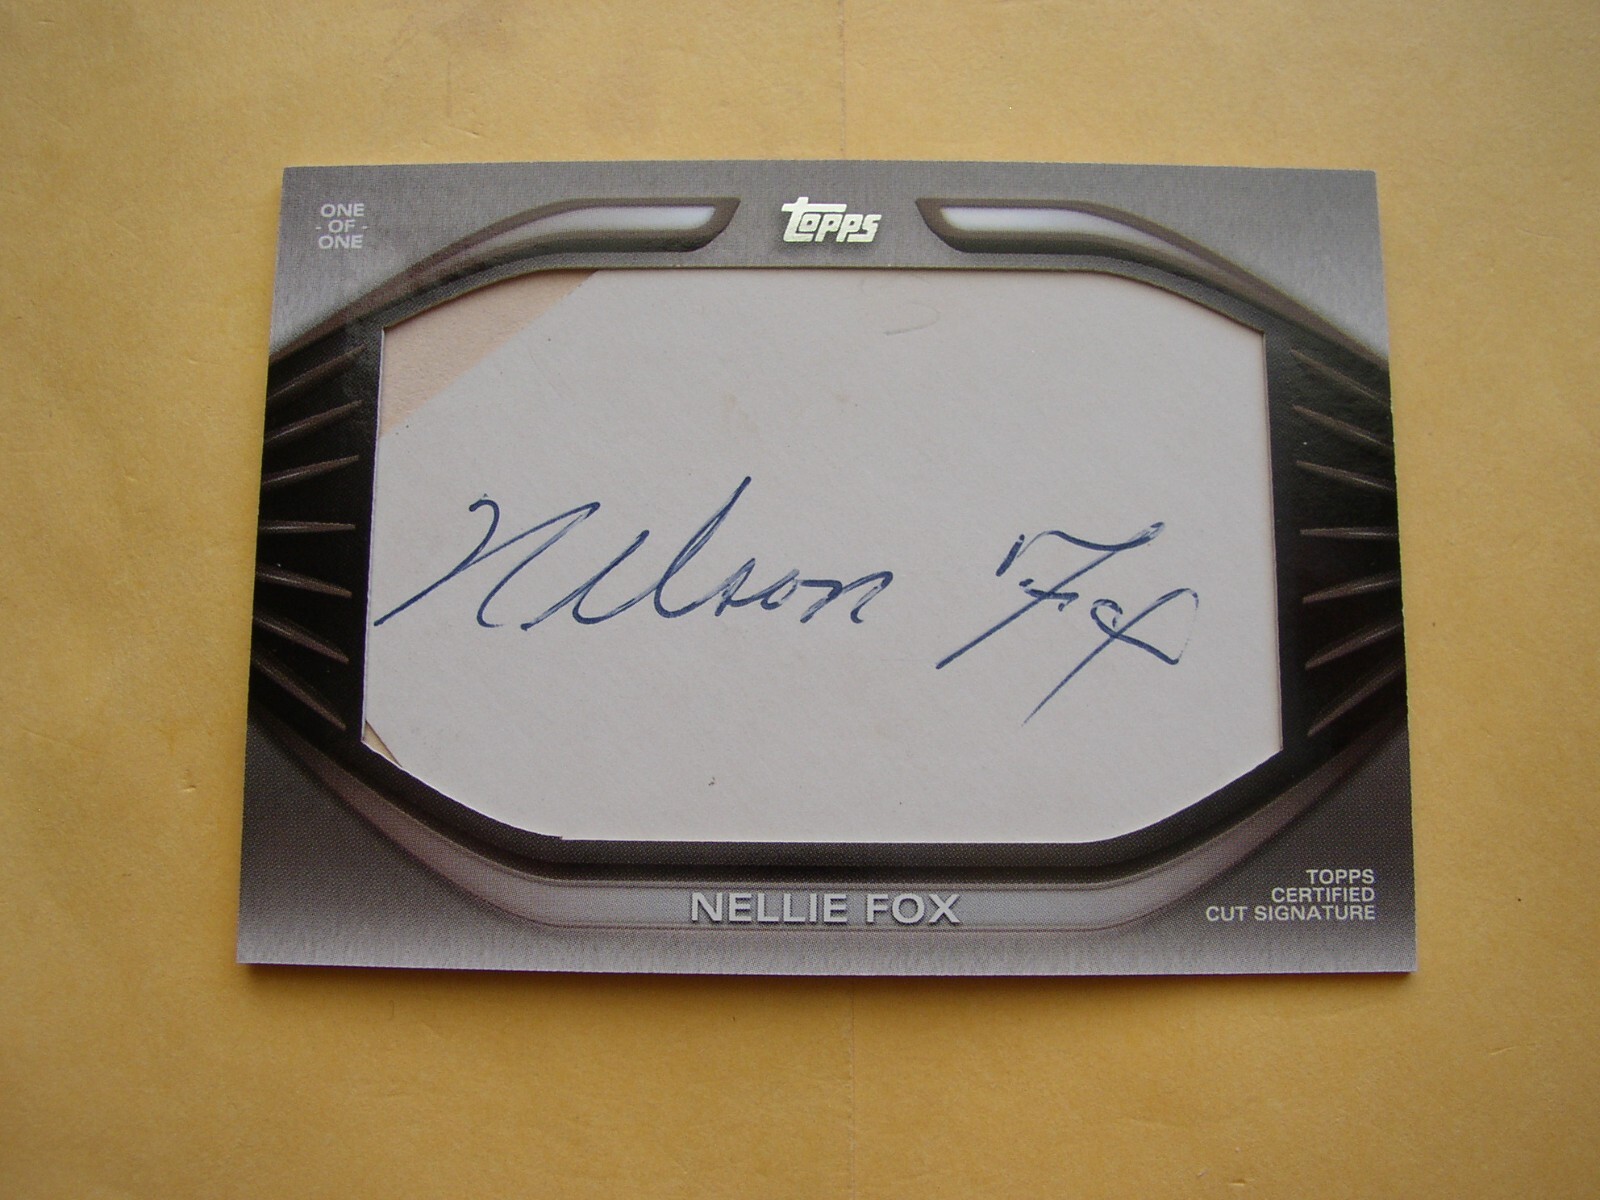 ONE
- OF -
ONE
Topps
Nelson Fox
NELLIE FOX
TOPPS
CERTIFIED
CUT SIGNATURE